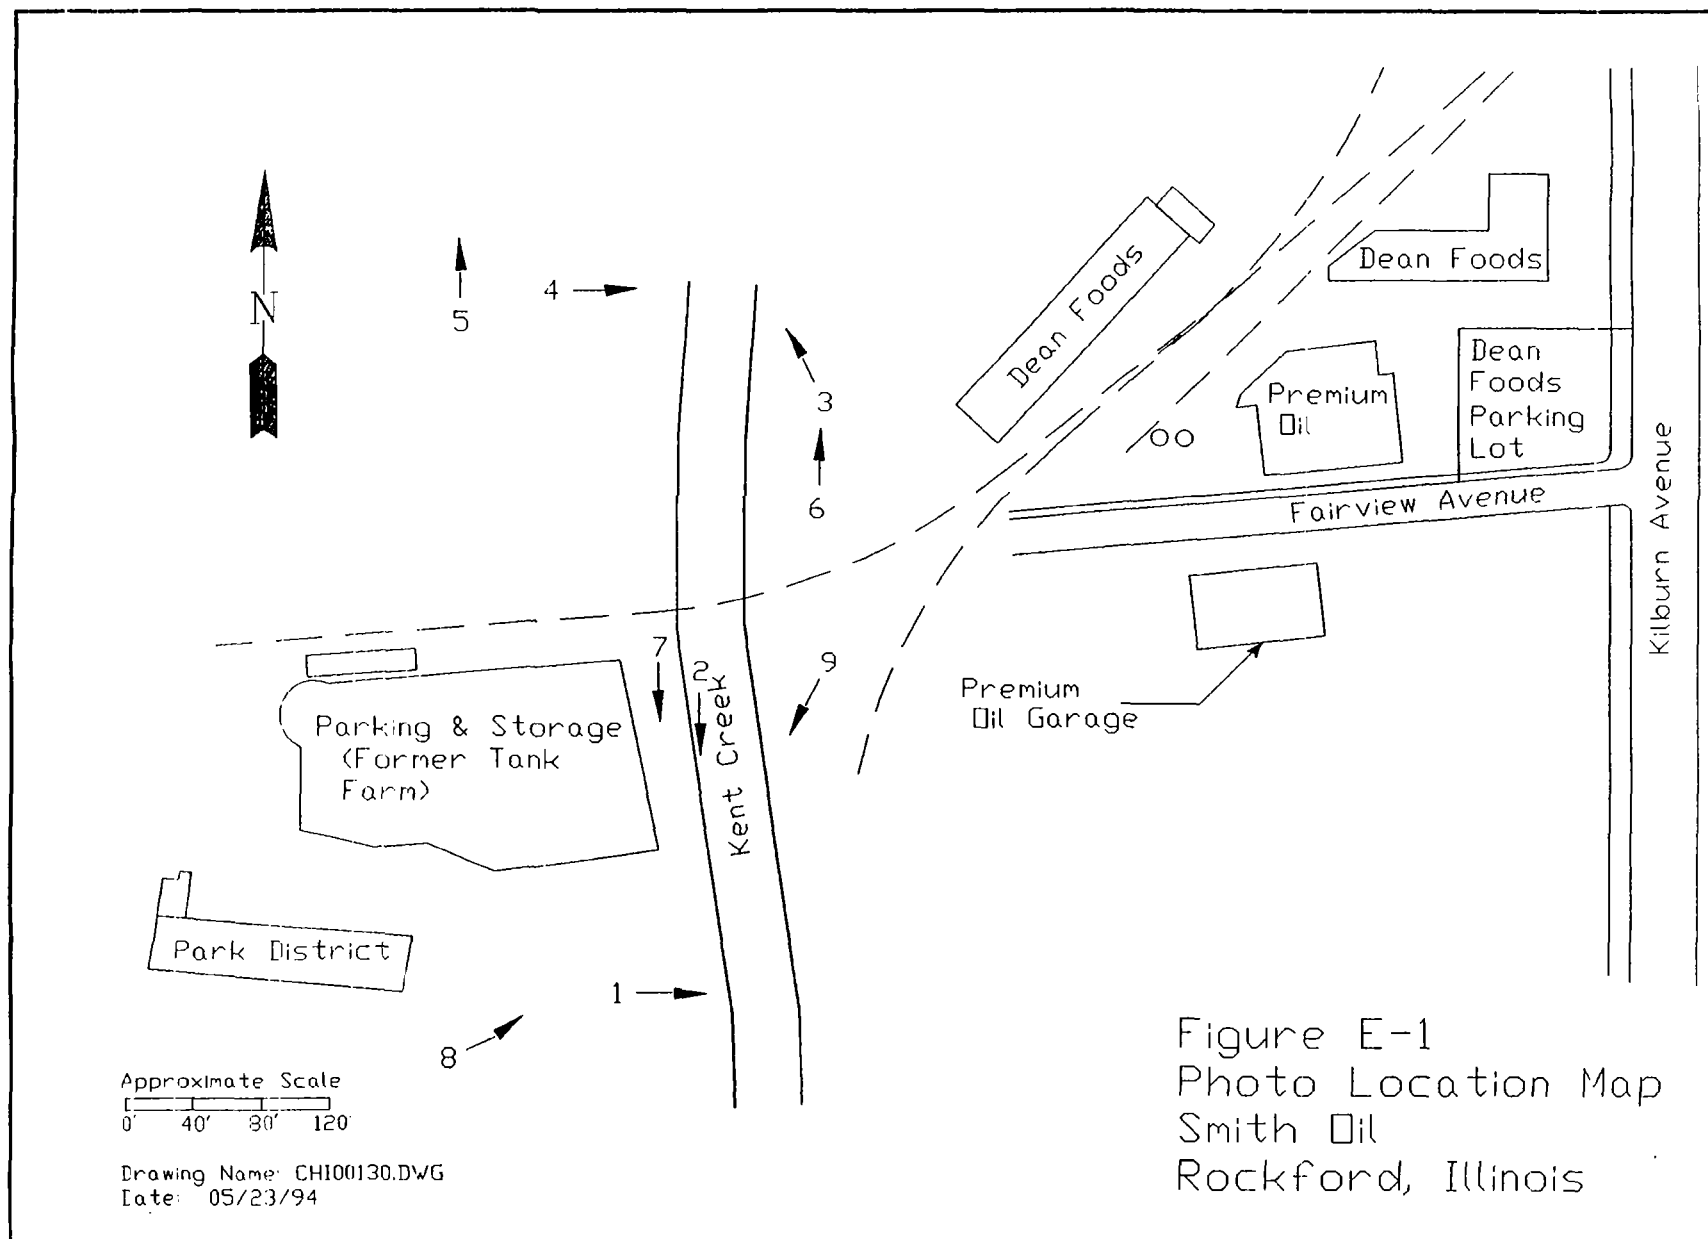 N
5
4
3
6
Dean Foods
Dean Foods
Premium
Oil
Dean
Foods
Parking
Lot
Fairview Avenue
Kilburn Avenue
7
2
9
Kent Creek
Premium
Oil Garage
Parking & Storage
(Former Tank
Farm)
Park District
1
8
Approximate Scale
0' 40' 80' 120'
Drawing Name: CHI00130.DWG
Date: 05/23/94
Figure E-1
Photo Location Map
Smith Oil
Rockford, Illinois